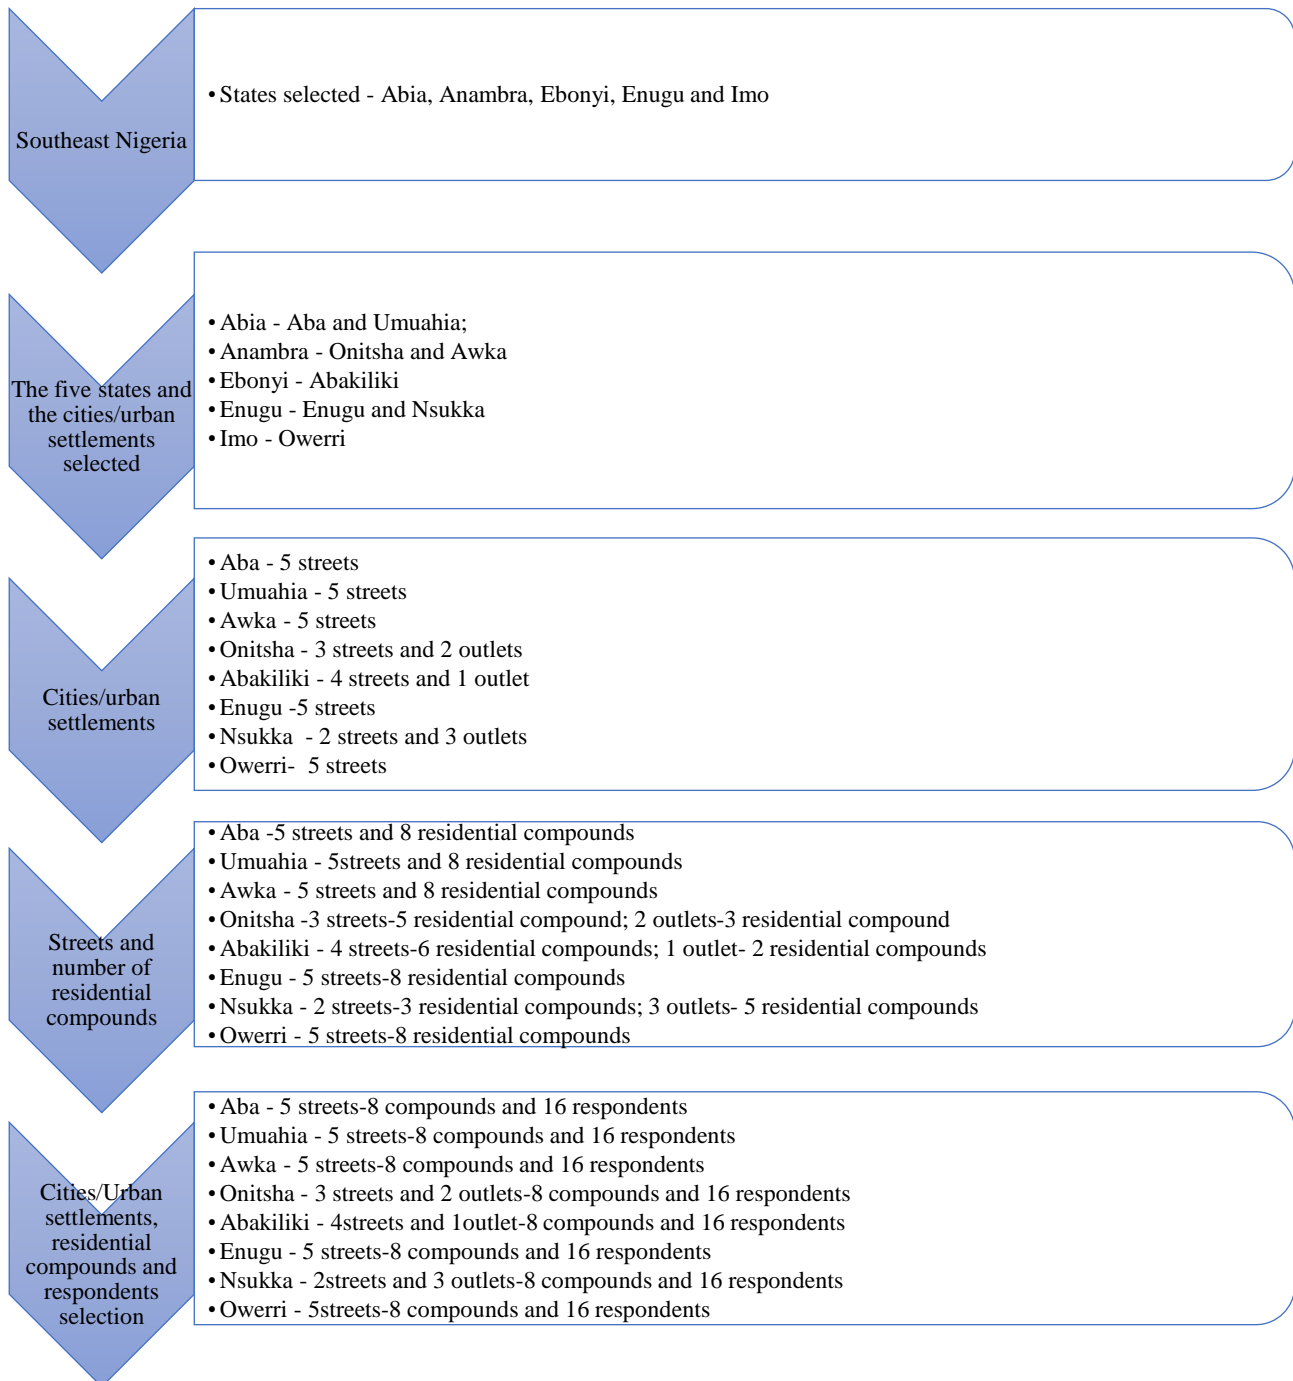 Southeast Nigeria
• States selected - Abia, Anambra, Ebonyi, Enugu and Imo
The five states and
the cities/urban
settlements
selected
• Abia - Aba and Umuahia;
• Anambra - Onitsha and Awka
• Ebonyi - Abakiliki
• Enugu - Enugu and Nsukka
• Imo - Owerri
Cities/urban
settlements
• Aba - 5 streets
• Umuahia - 5 streets
• Awka - 5 streets
• Onitsha - 3 streets and 2 outlets
• Abakiliki - 4 streets and 1 outlet
• Enugu -5 streets
• Nsukka  - 2 streets and 3 outlets
• Owerri-  5 streets
Streets and
number of
residential
compounds
• Aba -5 streets and 8 residential compounds
• Umuahia - 5streets and 8 residential compounds
• Awka - 5 streets and 8 residential compounds
• Onitsha -3 streets-5 residential compound; 2 outlets-3 residential compound
• Abakiliki - 4 streets-6 residential compounds; 1 outlet- 2 residential compounds
• Enugu - 5 streets-8 residential compounds
• Nsukka - 2 streets-3 residential compounds; 3 outlets- 5 residential compounds
• Owerri - 5 streets-8 residential compounds
Cities/Urban
settlements,
residential
compounds and
respondents
selection
• Aba - 5 streets-8 compounds and 16 respondents
• Umuahia - 5 streets-8 compounds and 16 respondents
• Awka - 5 streets-8 compounds and 16 respondents
• Onitsha - 3 streets and 2 outlets-8 compounds and 16 respondents
• Abakiliki - 4streets and 1outlet-8 compounds and 16 respondents
• Enugu - 5 streets-8 compounds and 16 respondents
• Nsukka - 2streets and 3 outlets-8 compounds and 16 respondents
• Owerri - 5streets-8 compounds and 16 respondents